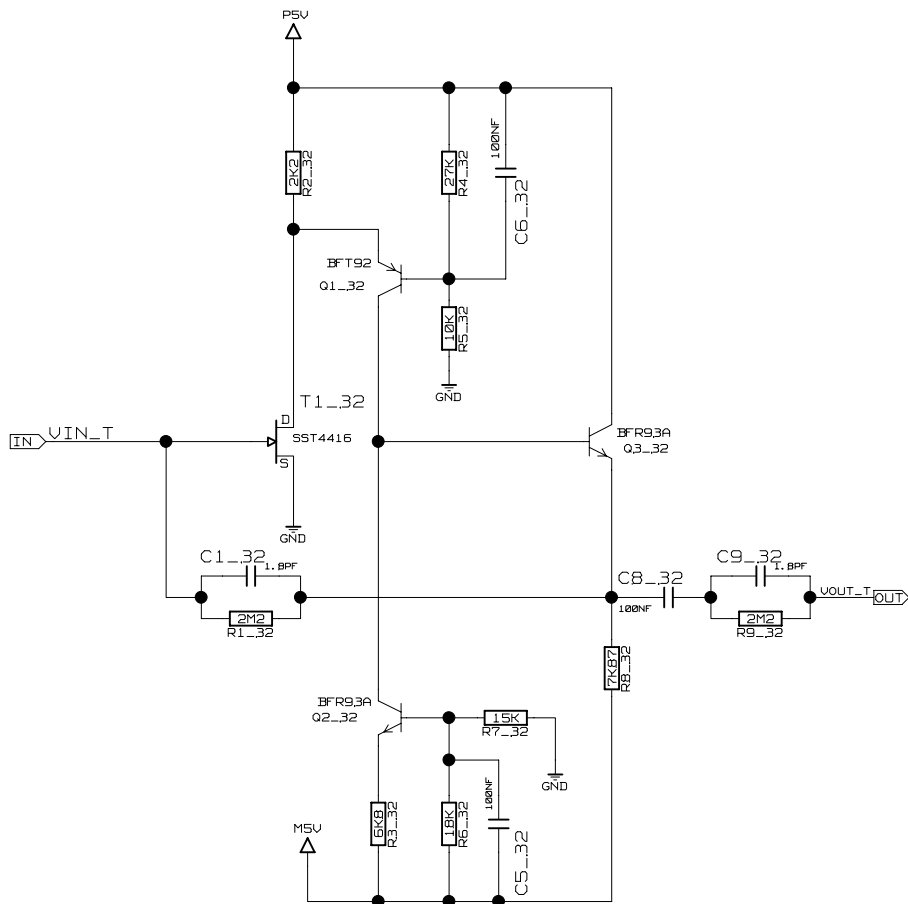 P5V
2K2
R2_32
27K
R4_32
100NF
C6_32
BFT92
Q1_32
10K
R5_32
GND
T1_32
D
SST4416
S
GND
IN
VIN_T
BFR93A
Q3_32
C1_32
1.8PF
2M2
R1_32
C8_32
100NF
C9_32
1.8PF
2M2
R9_32
VOUT_T
OUT
7K87
R8_32
BFR93A
Q2_32
15K
R7_32
GND
M5V
6K8
R3_32
18K
R6_32
100NF
C5_32